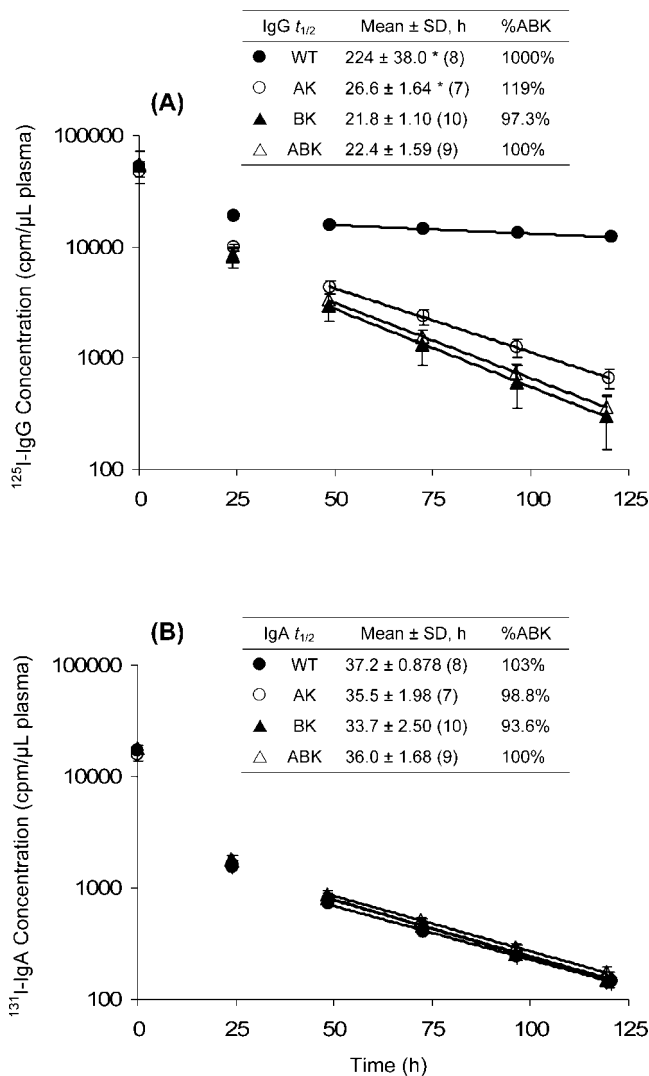 IgG t1/2 Mean ± SD, h %ABK
● WT 224 ± 38.0 * (8) 1000%
○ AK 26.6 ± 1.64 * (7) 119%
▲ BK 21.8 ± 1.10 (10) 97.3%
△ ABK 22.4 ± 1.59 (9) 100%
(A)
125I-IgG Concentration (cpm/µL plasma)
100000
10000
1000
100
0 25 50 75 100 125
(B)
IgA t1/2 Mean ± SD, h %ABK
● WT 37.2 ± 0.878 (8) 103%
○ AK 35.5 ± 1.98 (7) 98.8%
▲ BK 33.7 ± 2.50 (10) 93.6%
△ ABK 36.0 ± 1.68 (9) 100%
131I-IgA Concentration (cpm/µL plasma)
100000
10000
1000
100
0 25 50 75 100 125
Time (h)